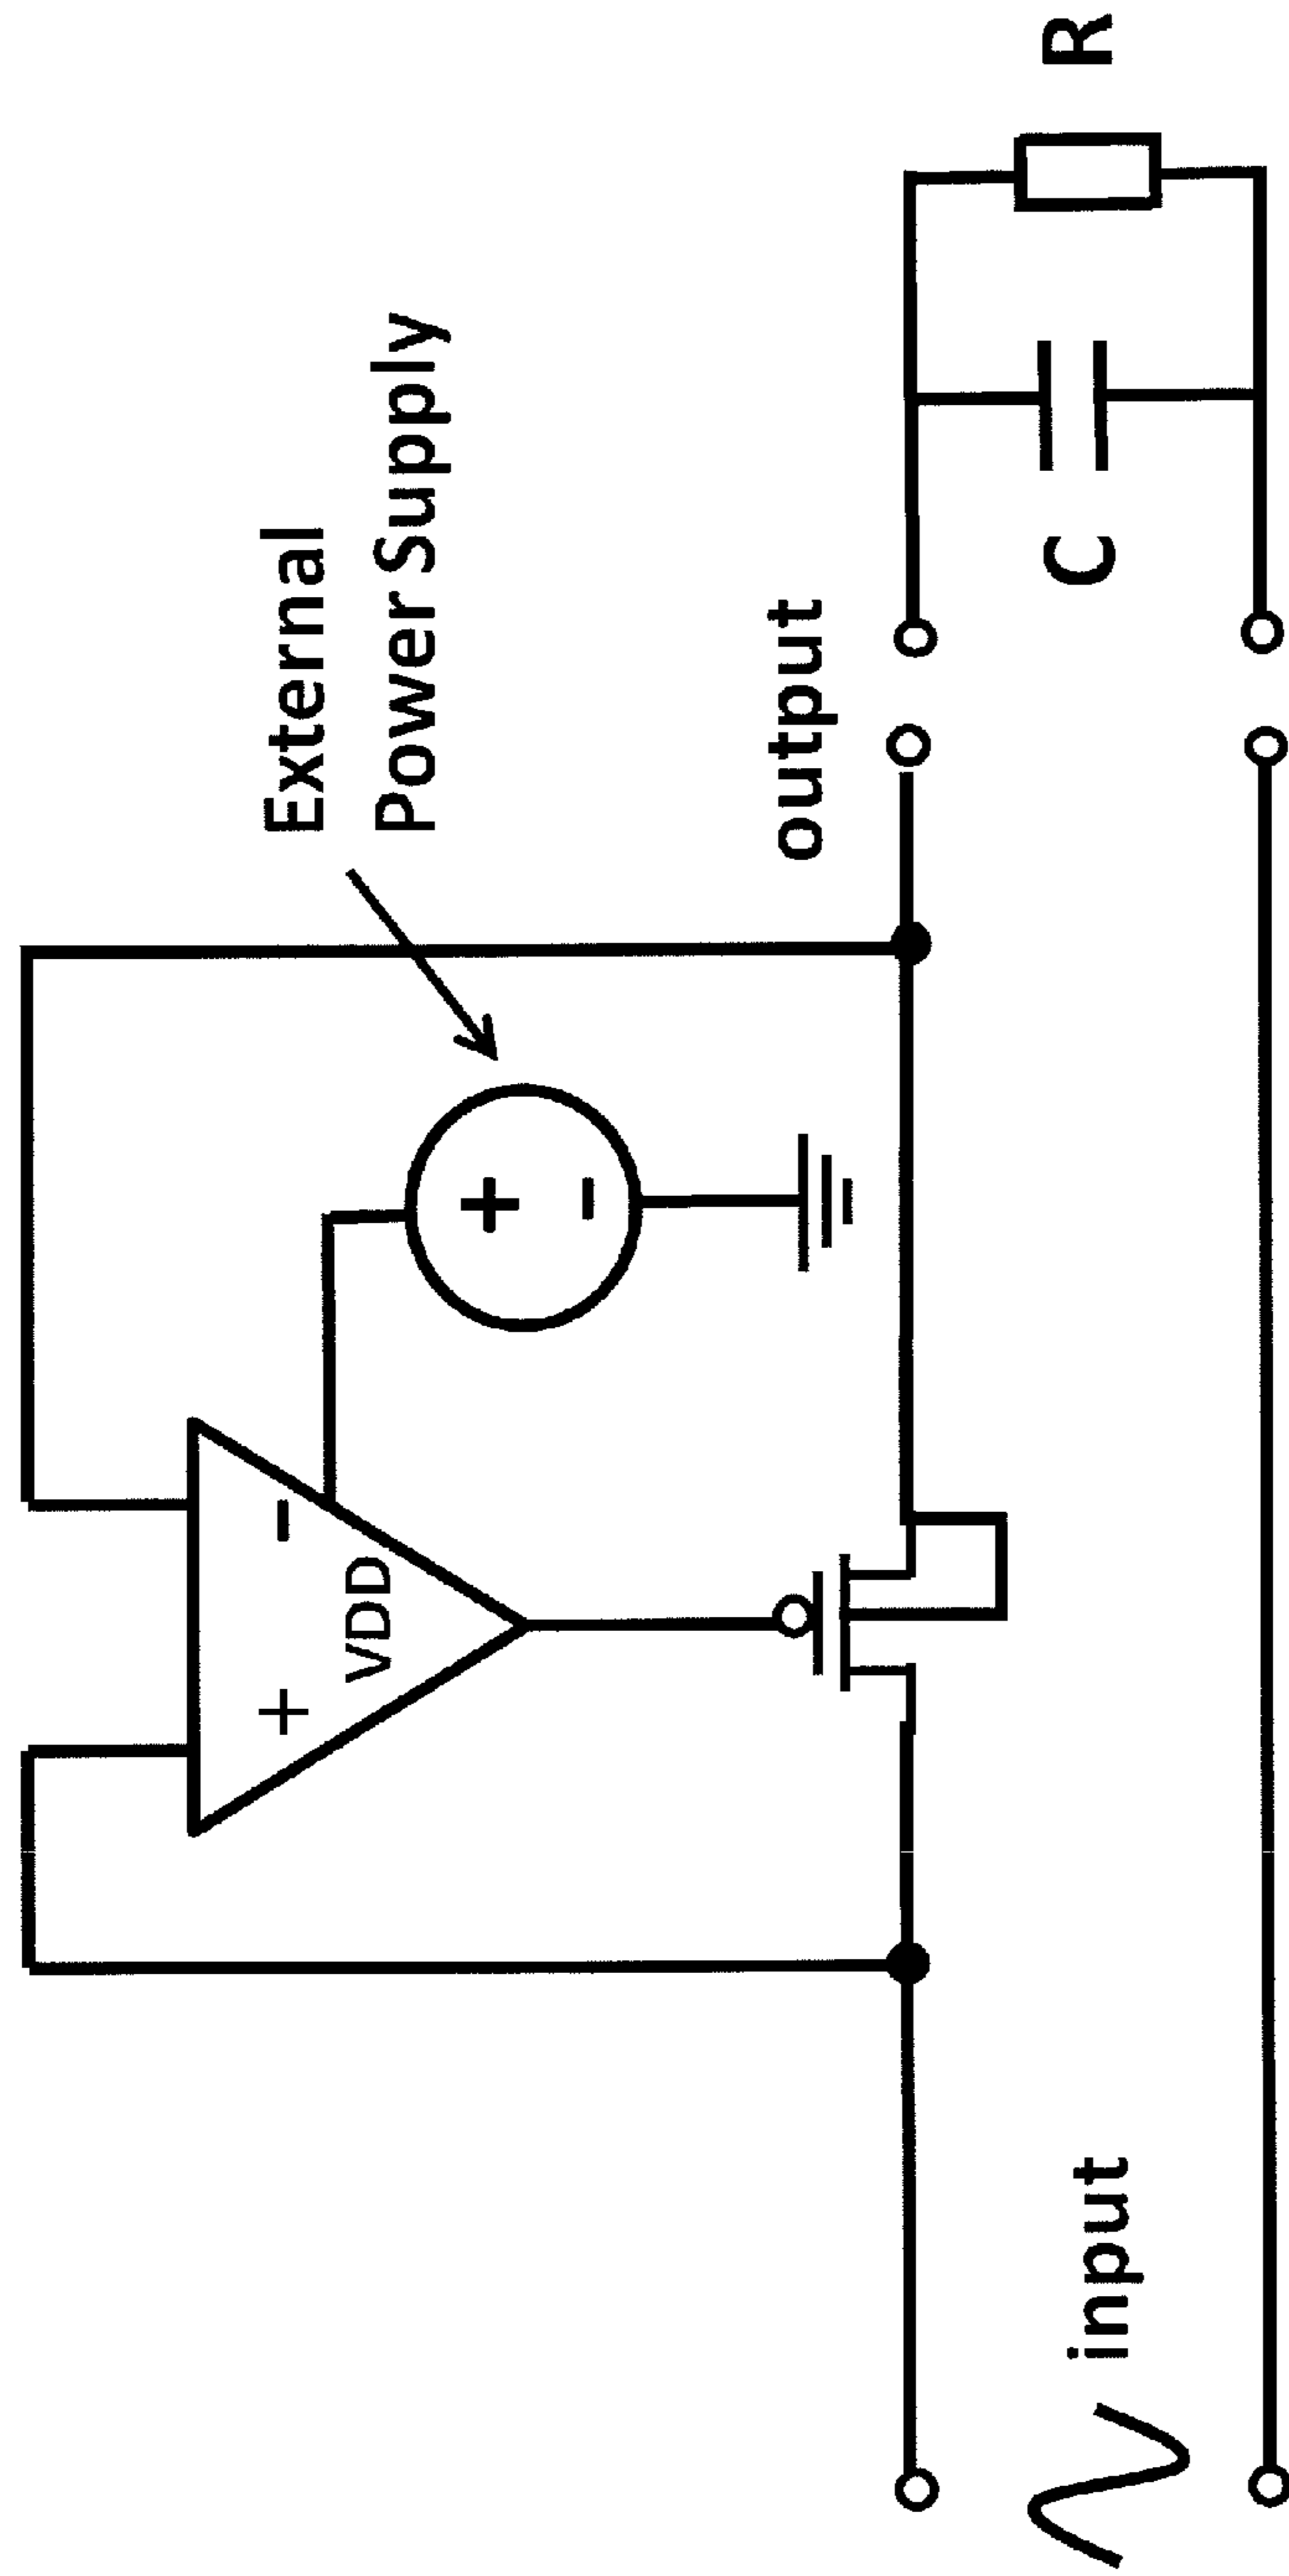 External
Power Supply
+
-
VDD
+
-
output
input
C
R